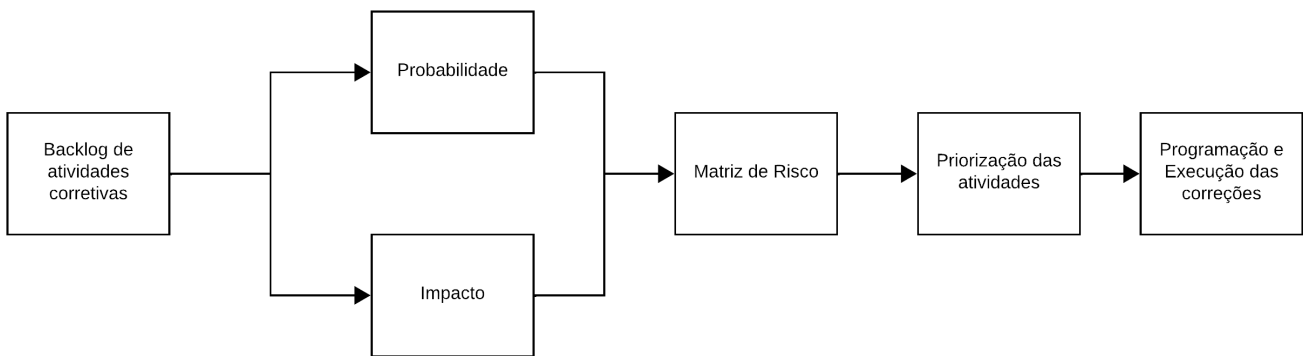 Backlog de
atividades
corretivas
Probabilidade
Impacto
Matriz de Risco
Priorização das
atividades
Programação e
Execução das
correções